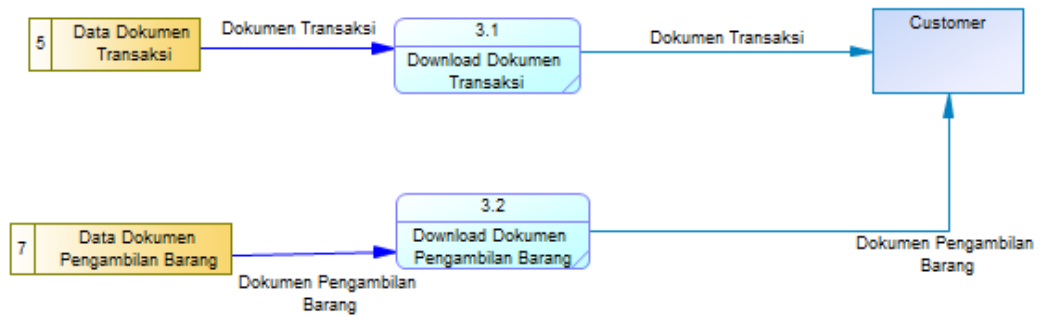 5
Data Dokumen
Transaksi
Dokumen Transaksi
3.1
Download Dokumen
Transaksi
Dokumen Transaksi
Customer
7
Data Dokumen
Pengambilan Barang
Dokumen Pengambilan
Barang
3.2
Download Dokumen
Pengambilan Barang
Dokumen Pengambilan
Barang